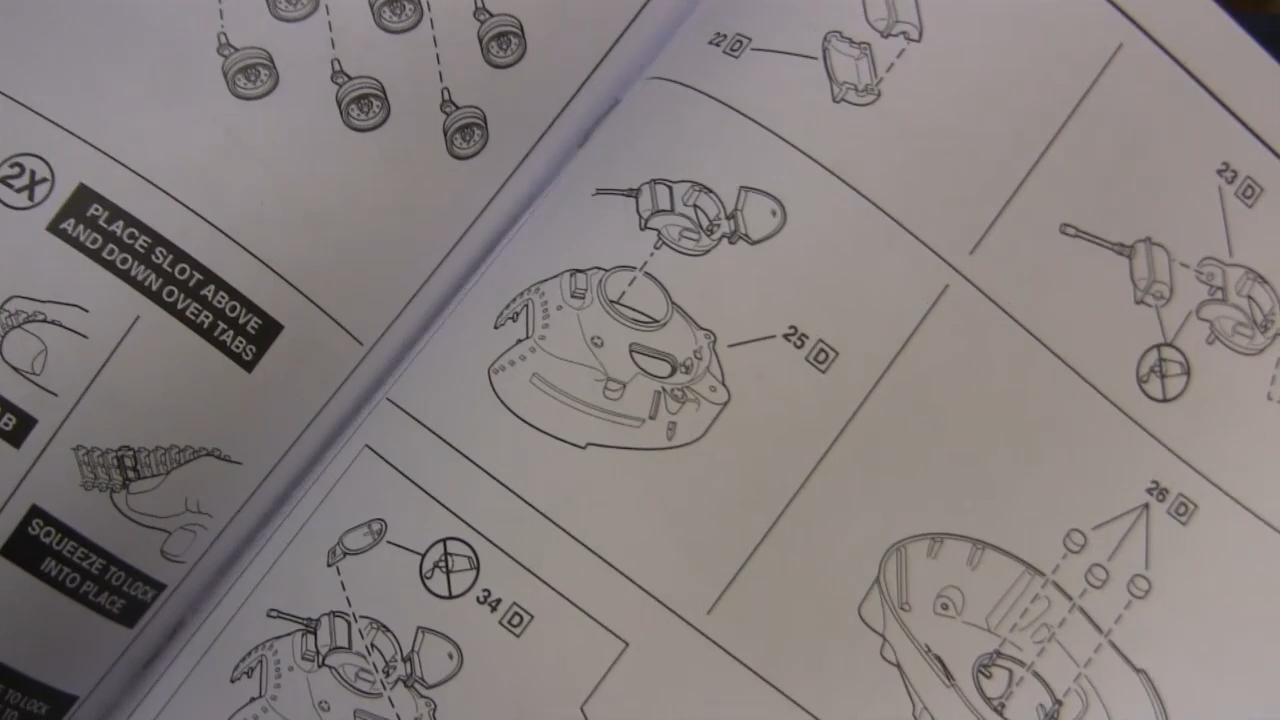 2X
PLACE SLOT ABOVE
AND DOWN OVER TABS
SQUEEZE TO LOCK
INTO PLACE
22 D
25 D
34 D
23 D
26 D